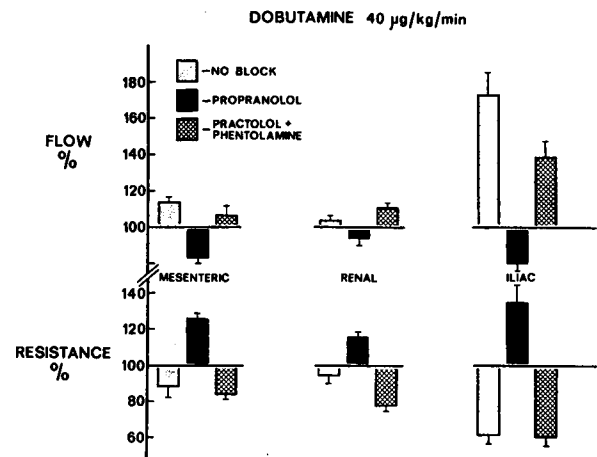 DOBUTAMINE 40 µg/kg/min
-NO BLOCK
-PROPRANOLOL
-PRACTOLOL +
PHENTOLAMINE
FLOW
%
180
160
140
120
100
MESENTERIC
RENAL
ILIAC
RESISTANCE
%
140
120
100
80
60